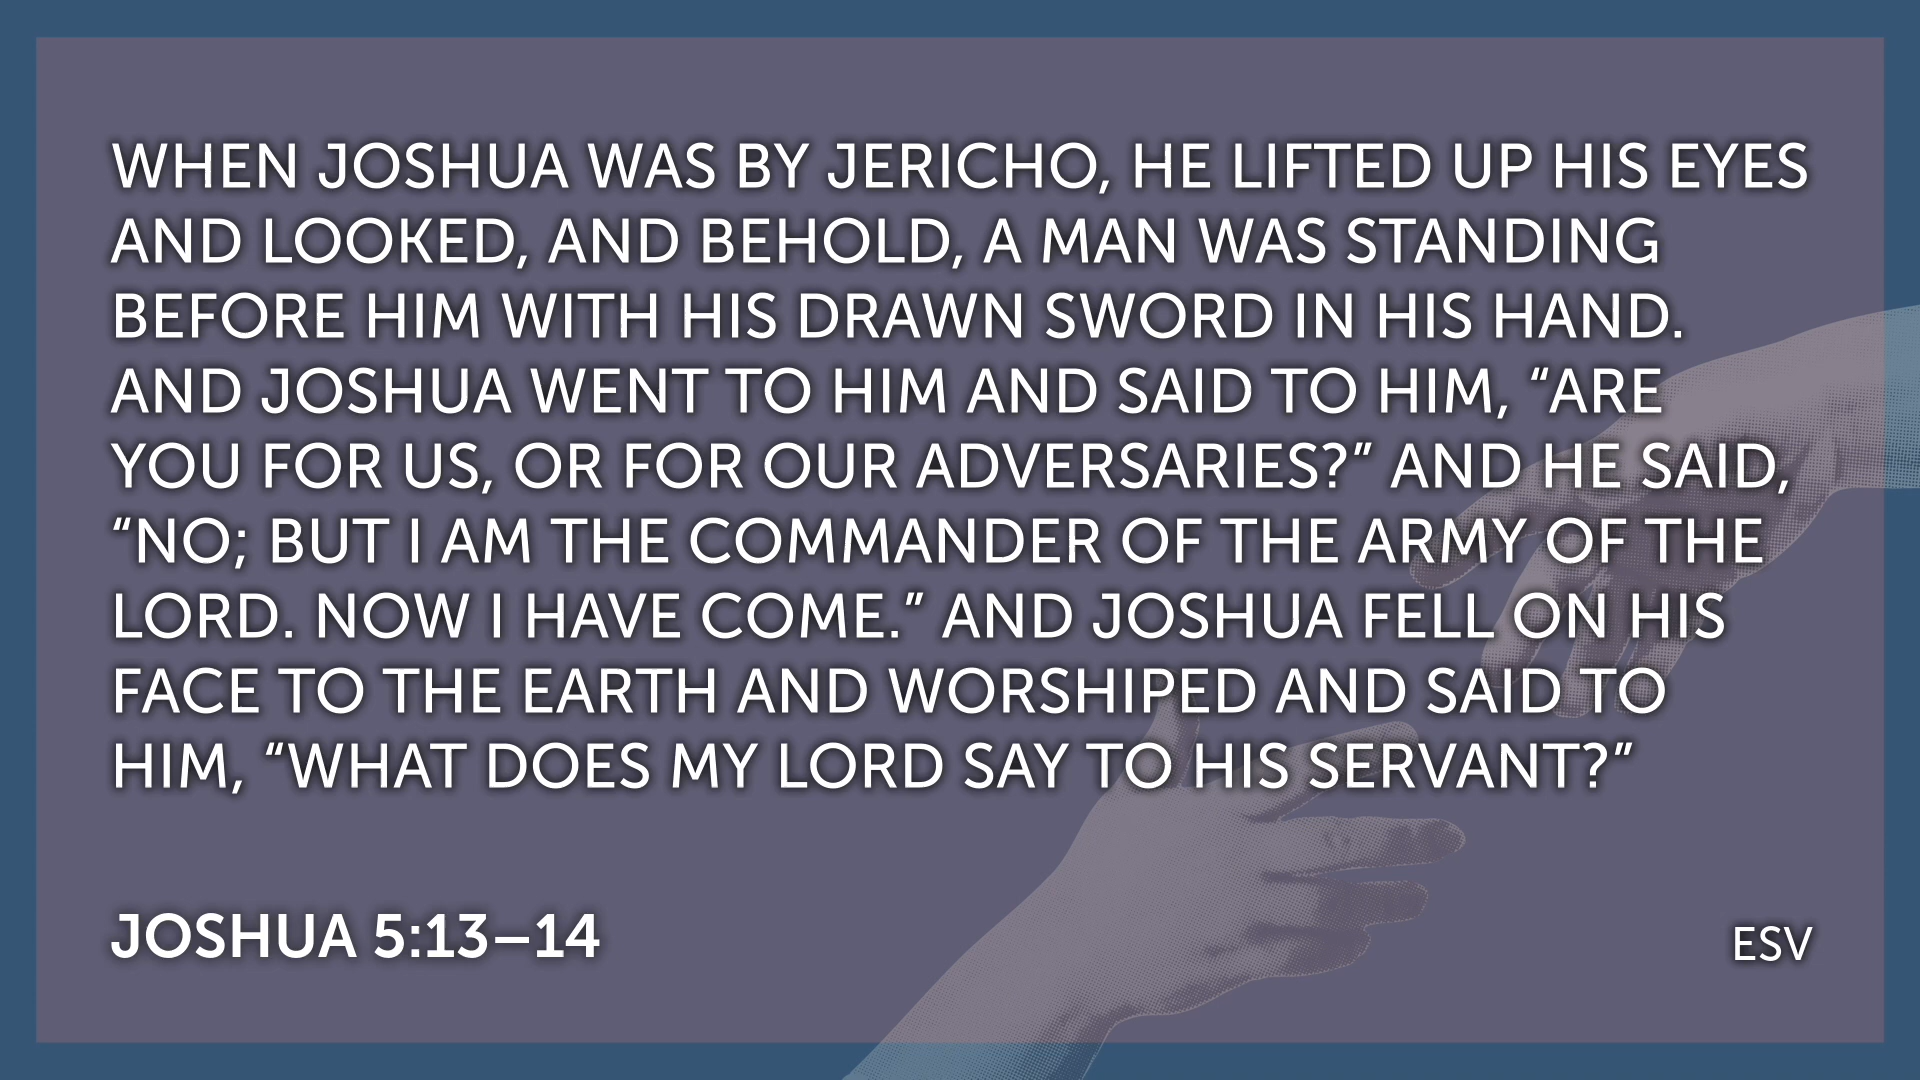 WHEN JOSHUA WAS BY JERICHO, HE LIFTED UP HIS EYES
AND LOOKED, AND BEHOLD, A MAN WAS STANDING
BEFORE HIM WITH HIS DRAWN SWORD IN HIS HAND.
AND JOSHUA WENT TO HIM AND SAID TO HIM, “ARE
YOU FOR US, OR FOR OUR ADVERSARIES?” AND HE SAID,
“NO; BUT I AM THE COMMANDER OF THE ARMY OF THE
LORD. NOW I HAVE COME.” AND JOSHUA FELL ON HIS
FACE TO THE EARTH AND WORSHIPED AND SAID TO
HIM, “WHAT DOES MY LORD SAY TO HIS SERVANT?”
JOSHUA 5:13–14
ESV